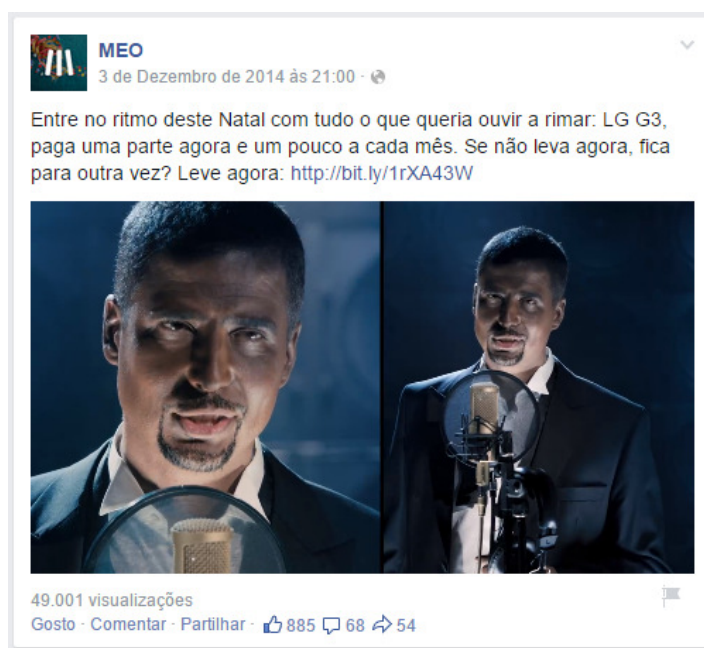 MEO
3 de Dezembro de 2014 às 21:00 ·
Entre no ritmo deste Natal com tudo o que queria ouvir a rimar: LG G3,
paga uma parte agora e um pouco a cada mês. Se não leva agora, fica
para outra vez? Leve agora: http://bit.ly/1rXA43W
49.001 visualizações
Gosto · Comentar · Partilhar · 885 68 54